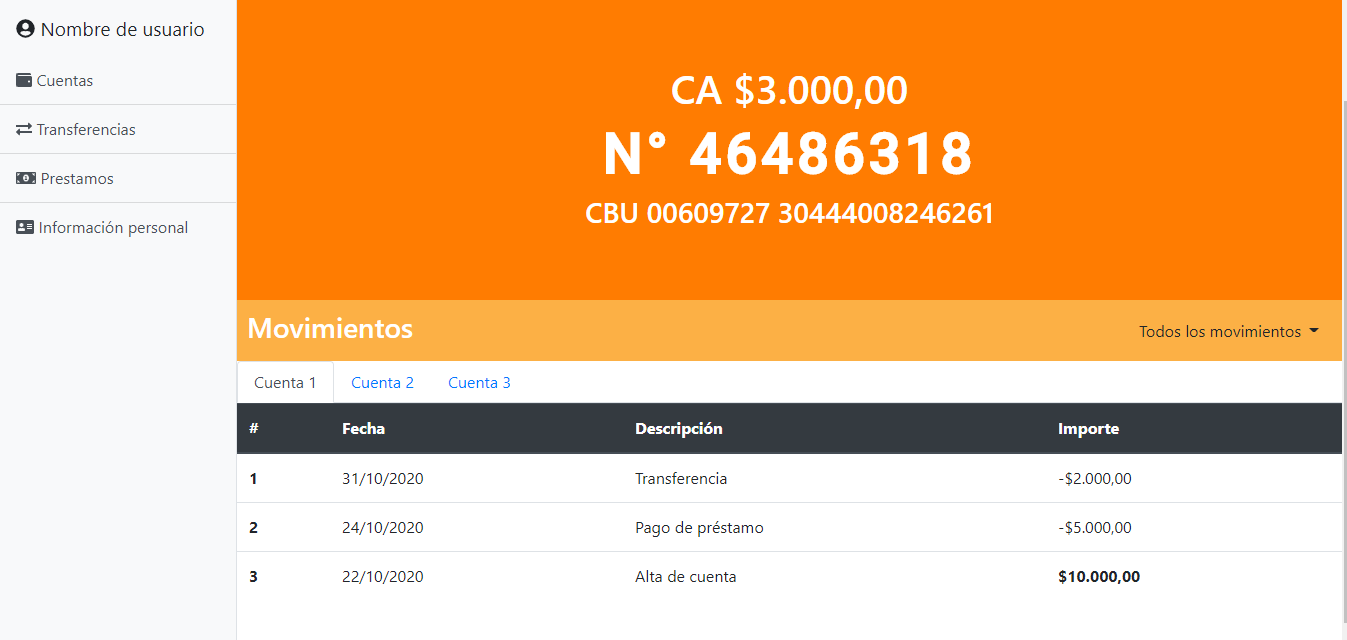 Nombre de usuario
Cuentas
Transferencias
Prestamos
Información personal
CA $3.000,00
N° 46486318
CBU 00609727 30444008246261
Movimientos
Todos los movimientos
Cuenta 1 Cuenta 2 Cuenta 3
# Fecha Descripción Importe
1 31/10/2020 Transferencia -$2.000,00
2 24/10/2020 Pago de préstamo -$5.000,00
3 22/10/2020 Alta de cuenta $10.000,00